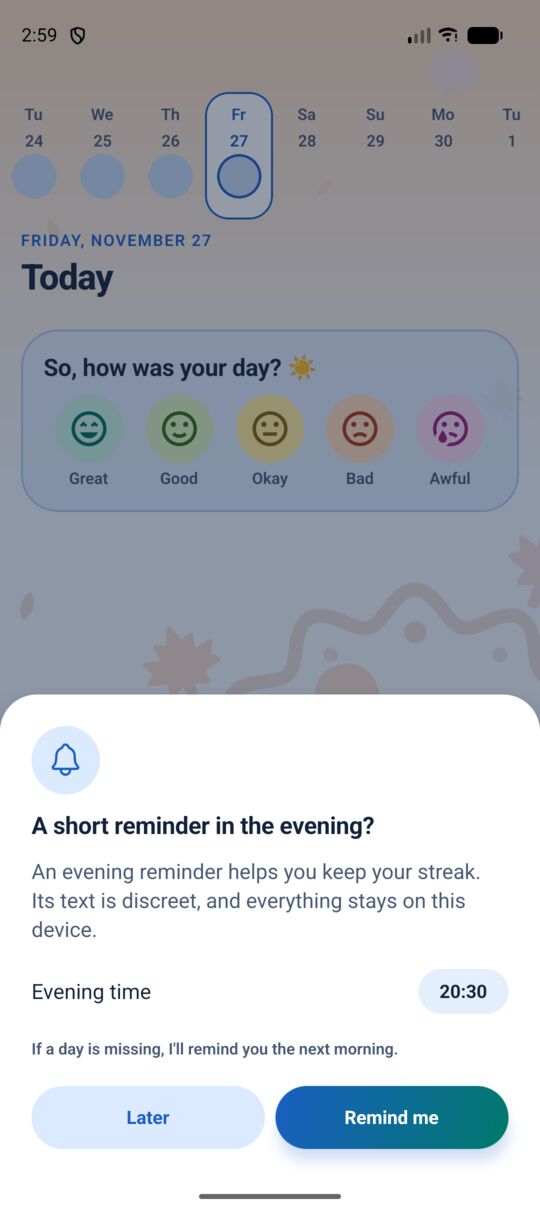 2:59
Tu We Th Fr Sa Su Mo Tu
24 25 26 27 28 29 30 1
FRIDAY, NOVEMBER 27
Today
So, how was your day? ☀️
Great Good Okay Bad Awful
A short reminder in the evening?
An evening reminder helps you keep your streak.
Its text is discreet, and everything stays on this
device.
Evening time 20:30
If a day is missing, I'll remind you the next morning.
Later Remind me